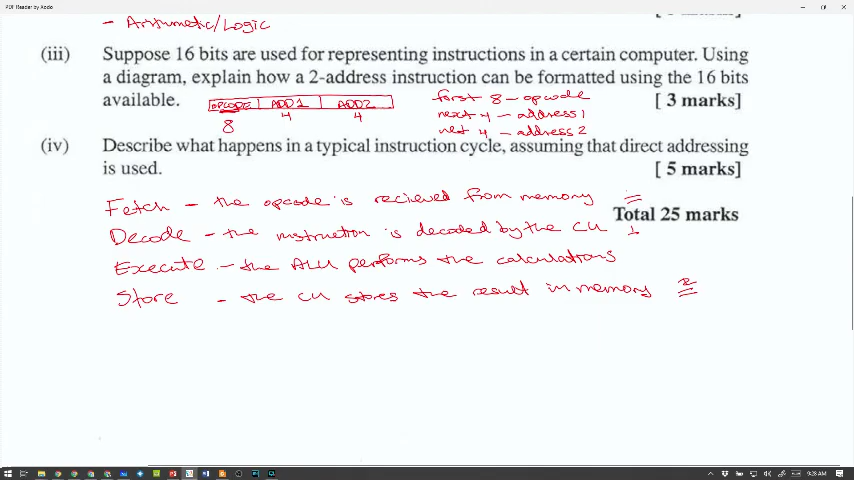 PDF Reader by Xodo
- Arithmetic/Logic
(iii) Suppose 16 bits are used for representing instructions in a certain computer. Using
a diagram, explain how a 2-address instruction can be formatted using the 16 bits
available. [ 3 marks]
OPCODE ADD1 ADD2
8 4 4
first 8 - opcode
next 4 - address 1
net 4 - address 2
(iv) Describe what happens in a typical instruction cycle, assuming that direct addressing
is used. [ 5 marks]
Fetch - the opcode is recieved from memory
Total 25 marks
Decode - the instruction is decoded by the CU 1
Execute - the ALU performs the calculations
Store - the CU stores the result in memory 2
9:28 AM